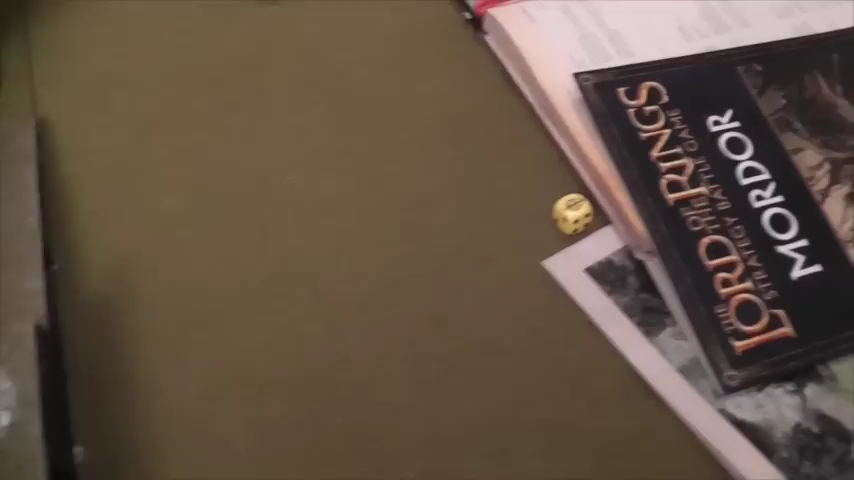 THE
LORD OF THE RINGS
STRATEGY BATTLE GAME
MORDOR